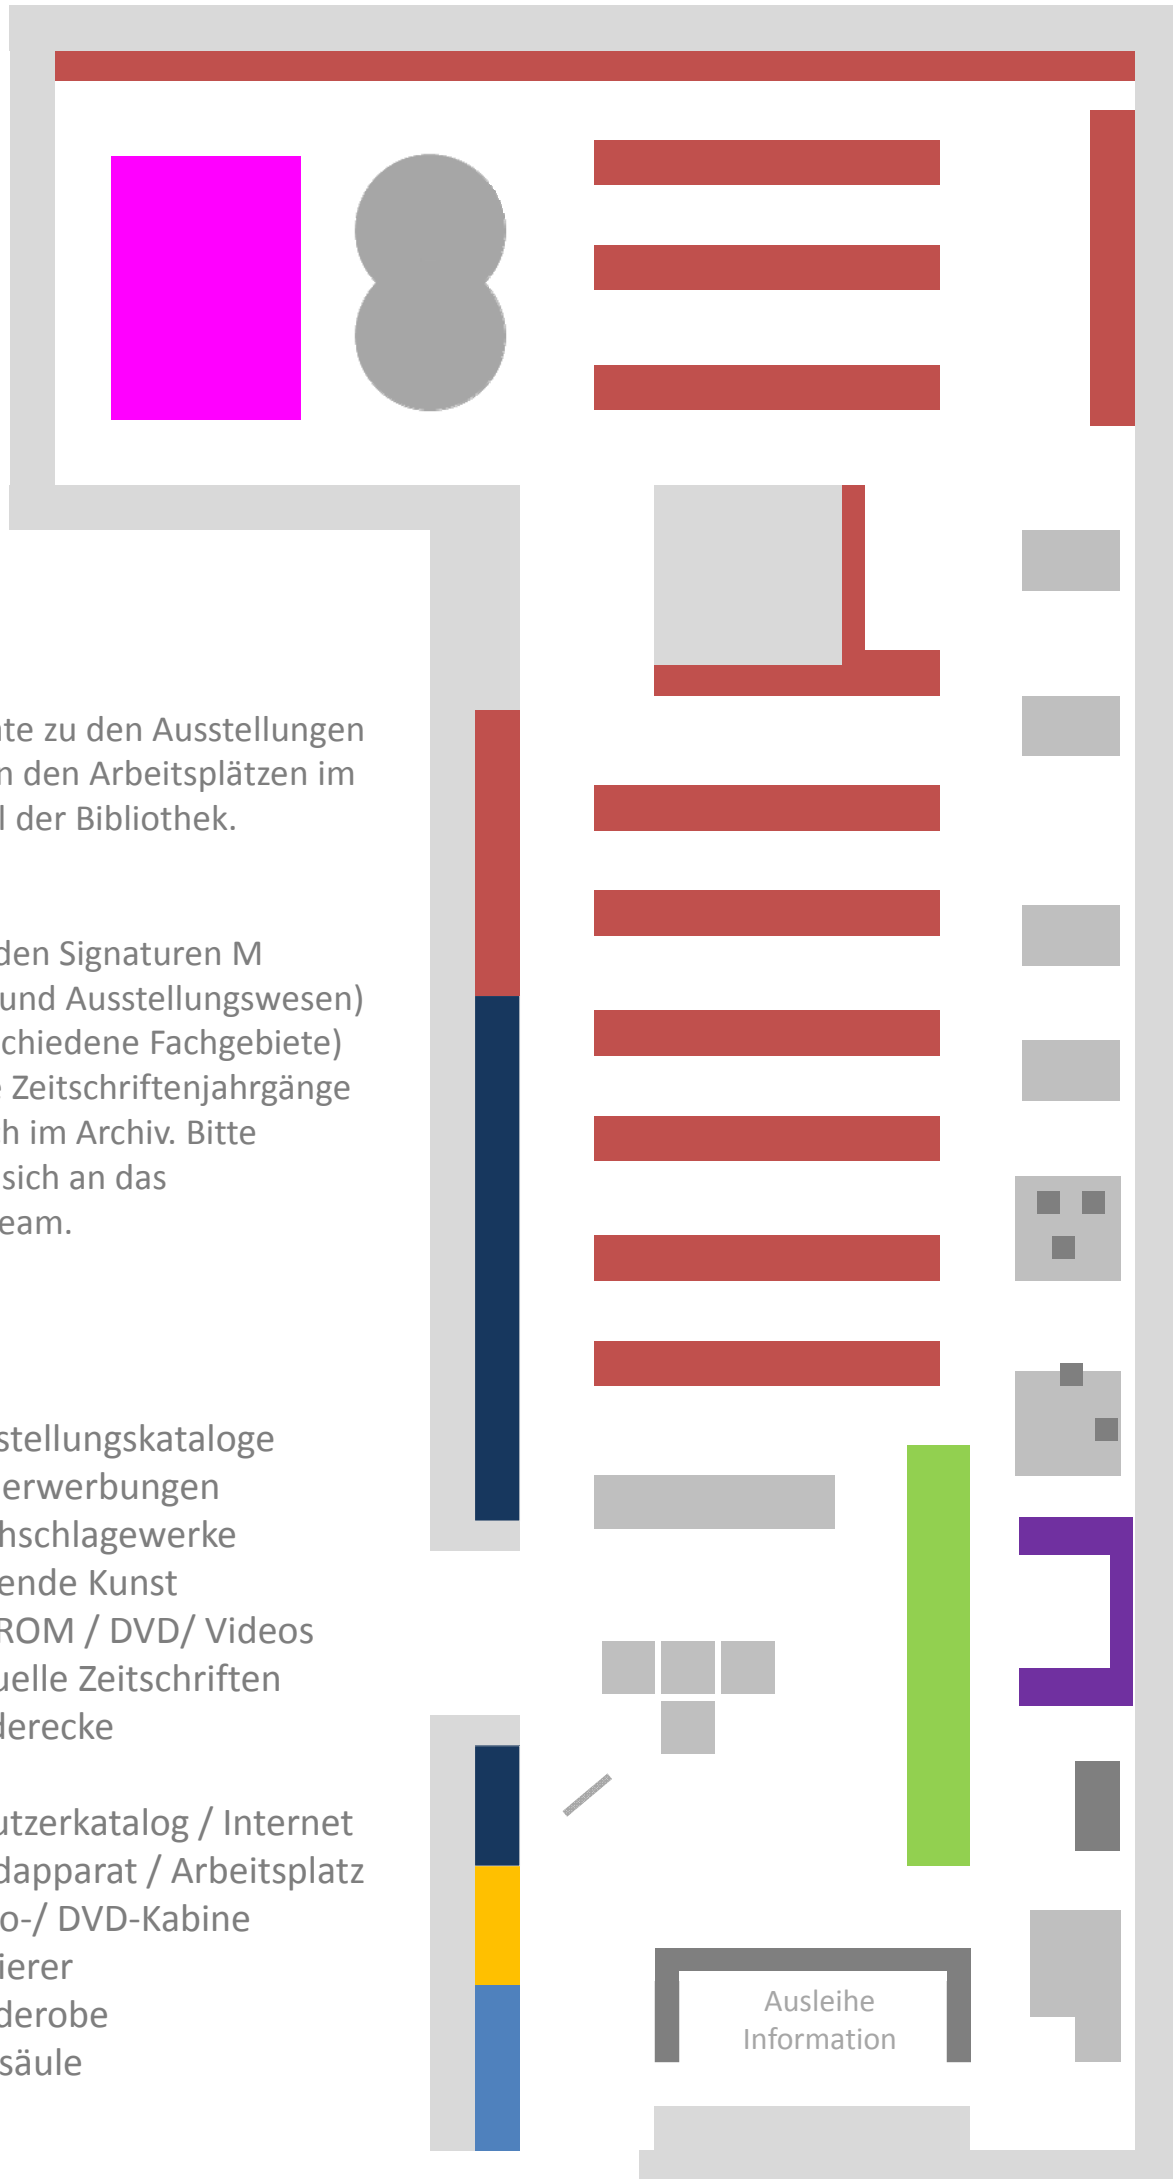 te zu den Ausstellungen
n den Arbeitsplätzen im
l der Bibliothek.
den Signaturen M
und Ausstellungswesen)
schiedene Fachgebiete)
e Zeitschriftenjahrgänge
h im Archiv. Bitte
sich an das
eam.
stellungskataloge
erwerbungen
hschlagewerke
ende Kunst
ROM / DVD/ Videos
uelle Zeitschriften
derecke
utzerkatalog / Internet
dapparat / Arbeitsplatz
o-/ DVD-Kabine
ierer
derobe
säule
Ausleihe
Information